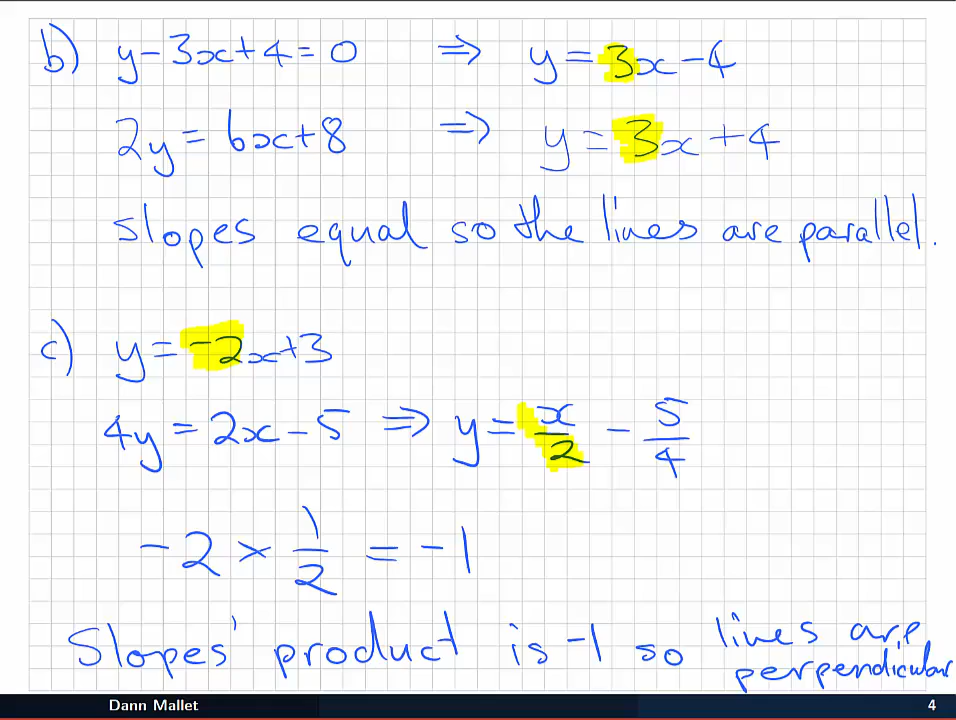 b) y-3x+4=0 ⇒ y=3x-4
2y=6x+8 ⇒ y=3x+4
slopes equal so the lines are parallel.
c) y=-2x+3
4y=2x-5 ⇒ y=x/2-5/4
-2×1/2=-1
Slopes' product is -1 so lines are
perpendicular
Dann Mallet 4